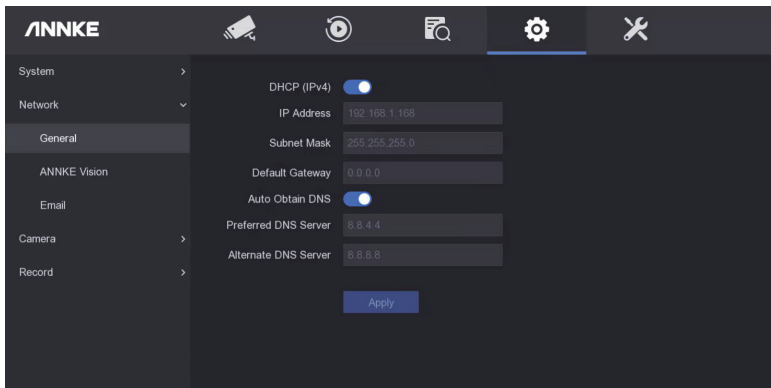 ANNKE
System
Network
General
ANNKE Vision
Email
Camera
Record
DHCP (IPv4)
IP Address 192.168.1.168
Subnet Mask 255.255.255.0
Default Gateway 0.0.0.0
Auto Obtain DNS
Preferred DNS Server 8.8.4.4
Alternate DNS Server 8.8.8.8
Apply